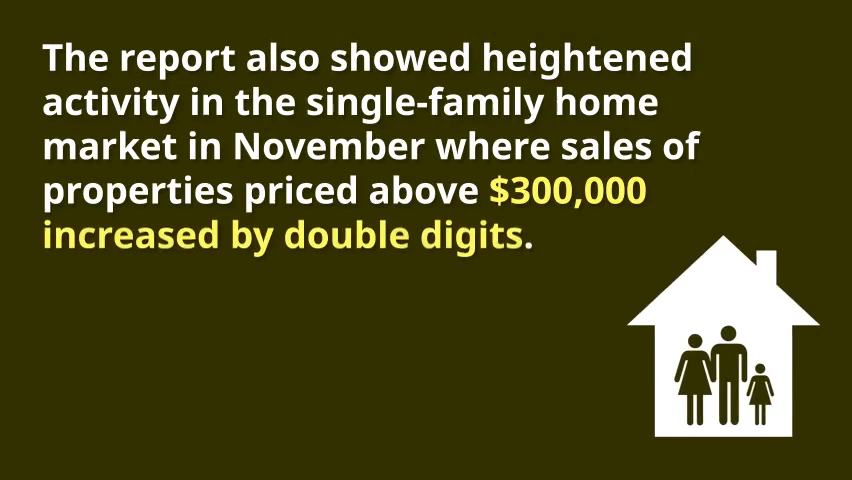 The report also showed heightened
activity in the single-family home
market in November where sales of
properties priced above $300,000
increased by double digits.